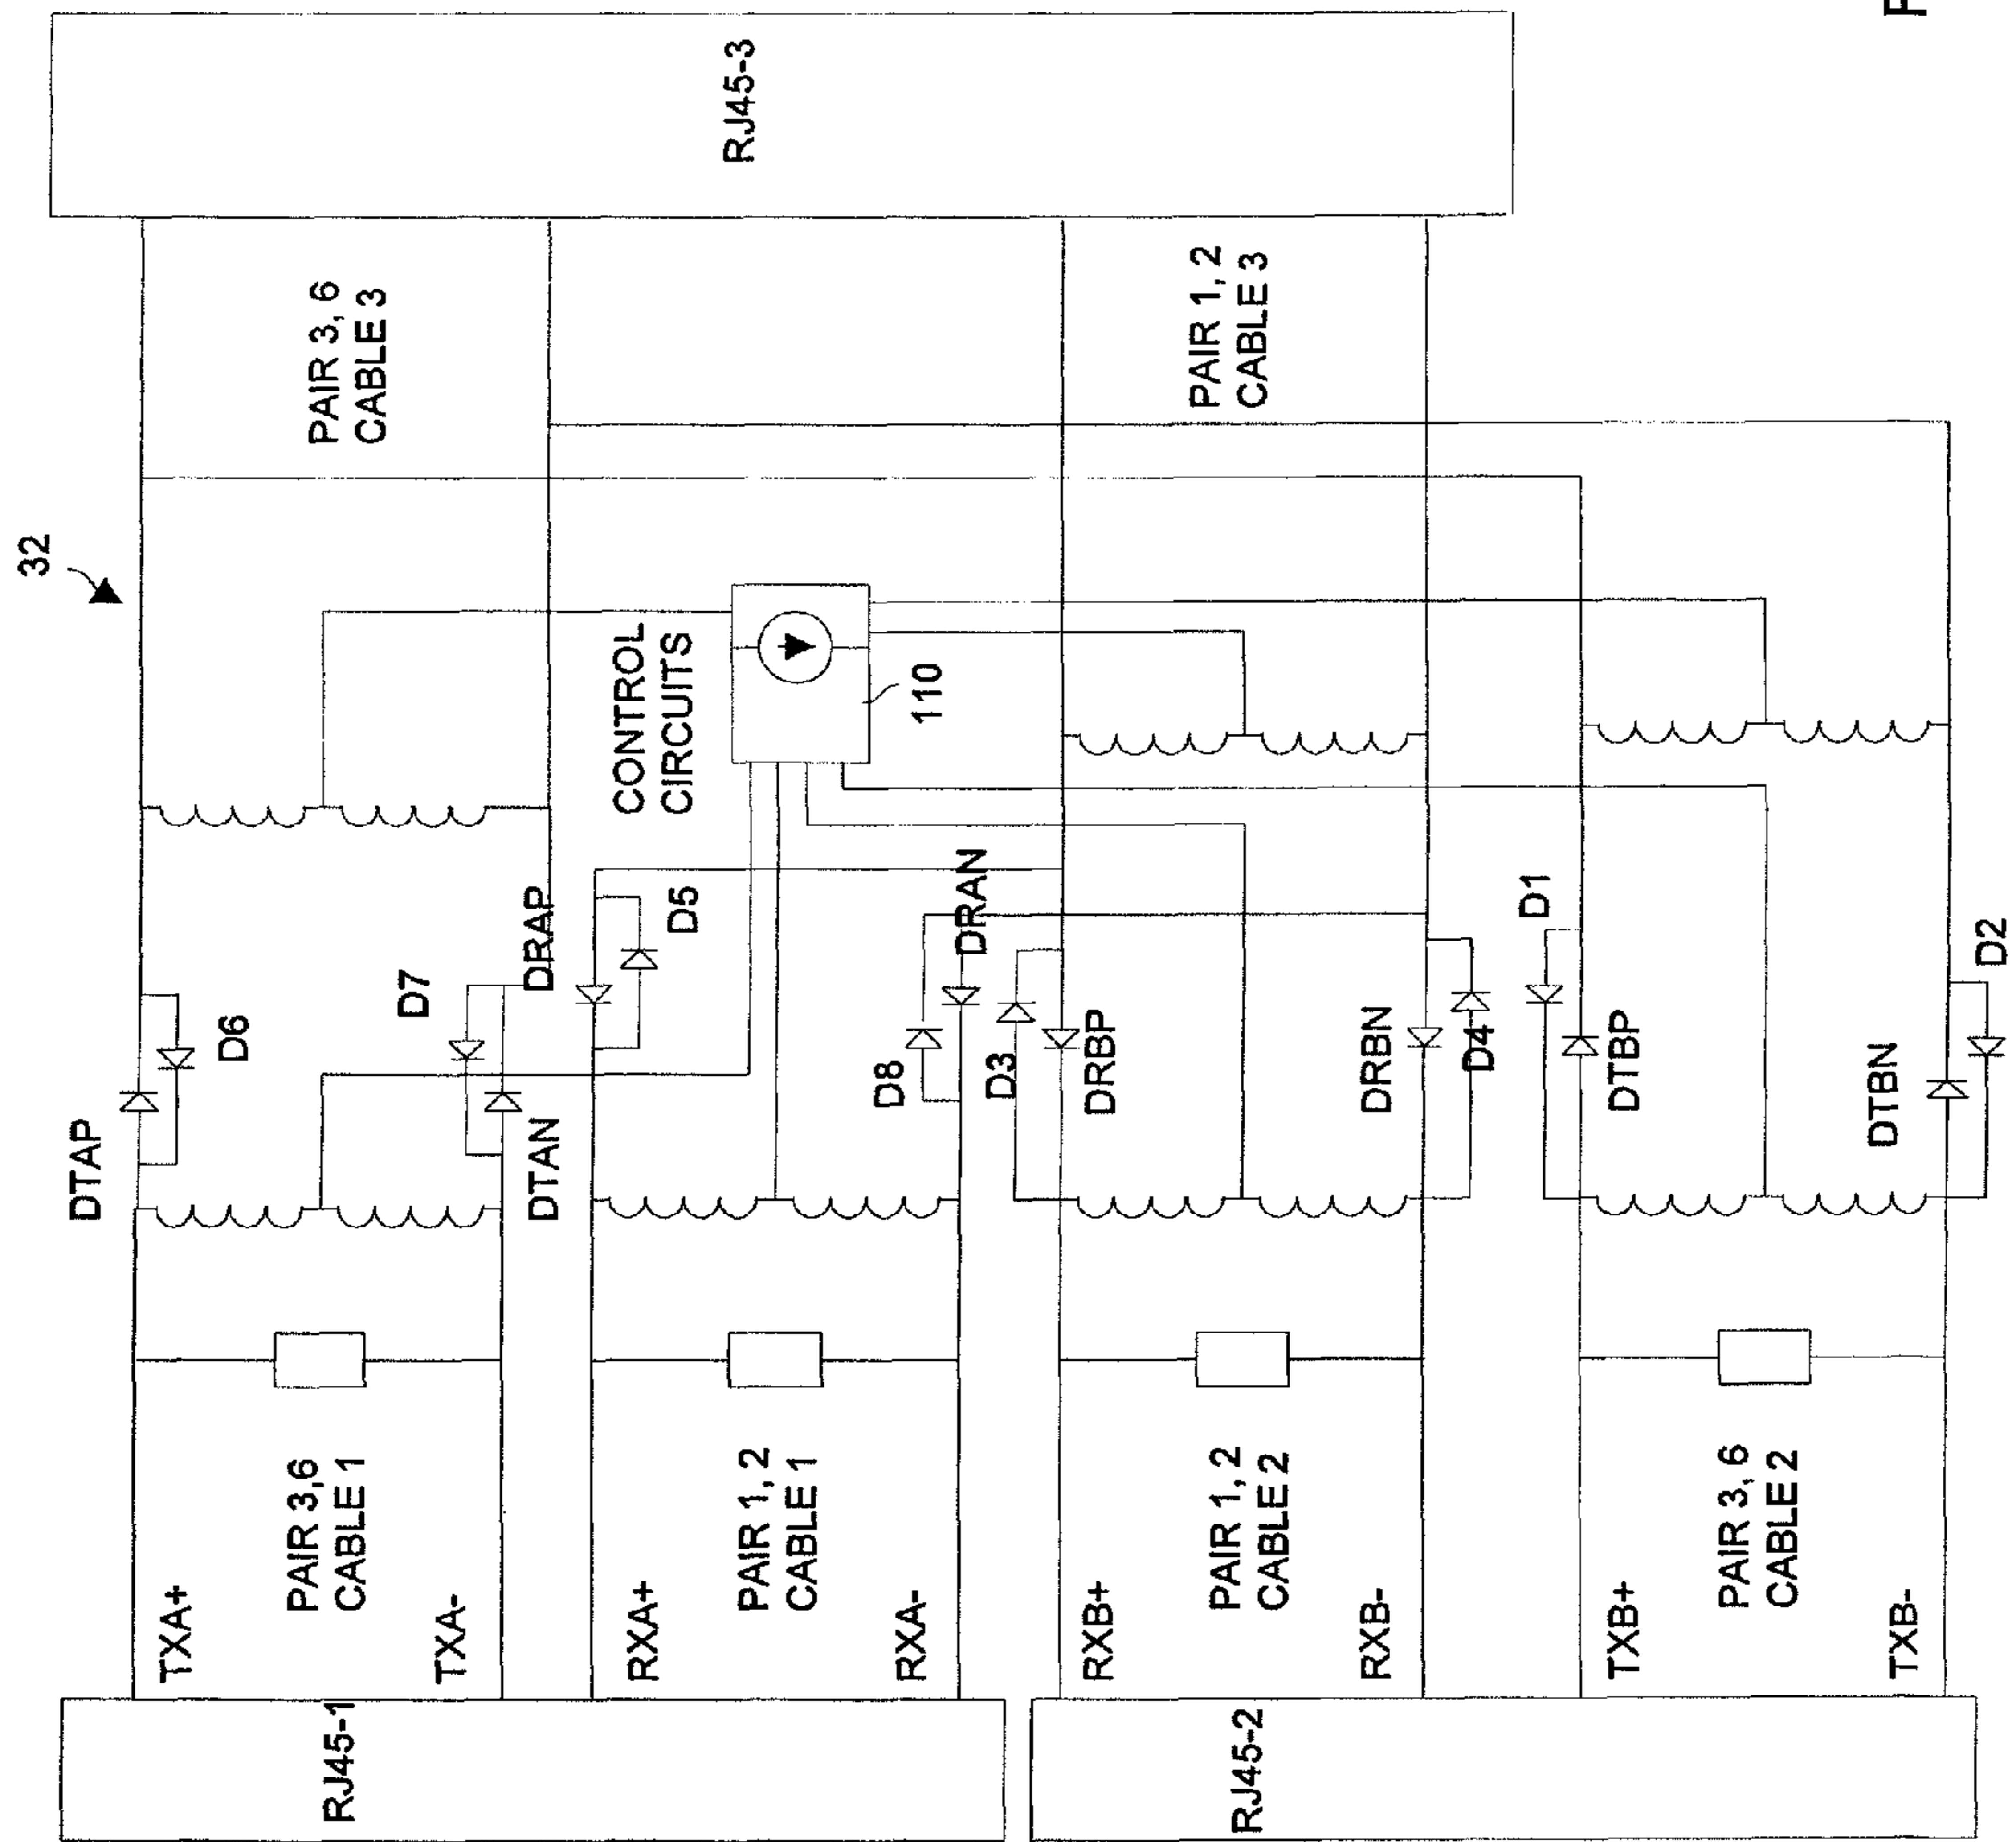 32
RJ45-3
PAIR 3, 6
CABLE 3
PAIR 1, 2
CABLE 3
CONTROL
CIRCUITS
110
DTAP
D6
D7
DTAN
DRAP
D5
D8
DRAN
D3
DRBP
DRBN
D4
D1
DTBP
DTBN
D2
TXA+
PAIR 3,6
CABLE 1
TXA-
RXA+
PAIR 1, 2
CABLE 1
RXA-
RXB+
PAIR 1, 2
CABLE 2
RXB-
TXB+
PAIR 3, 6
CABLE 2
TXB-
RJ45-1
RJ45-2